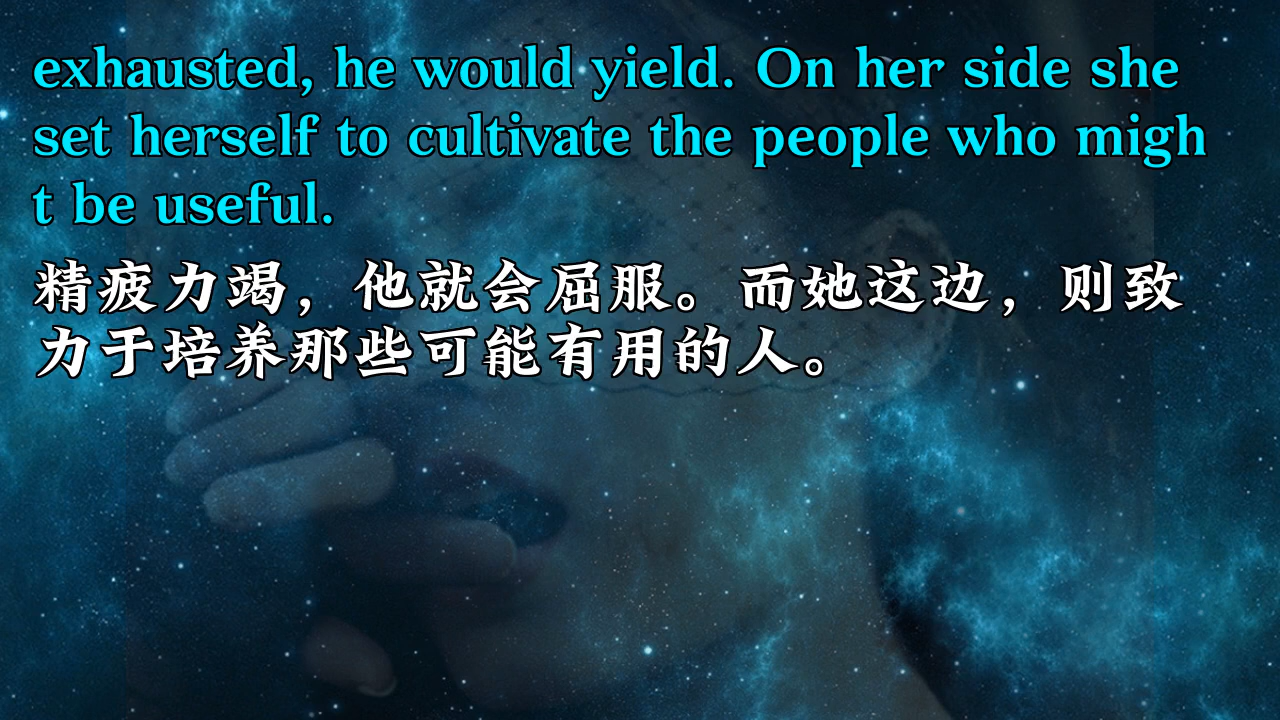 exhausted, he would yield. On her side she
set herself to cultivate the people who migh
t be useful.
精疲力竭，他就会屈服。而她这边，则致
力于培养那些可能有用的人。